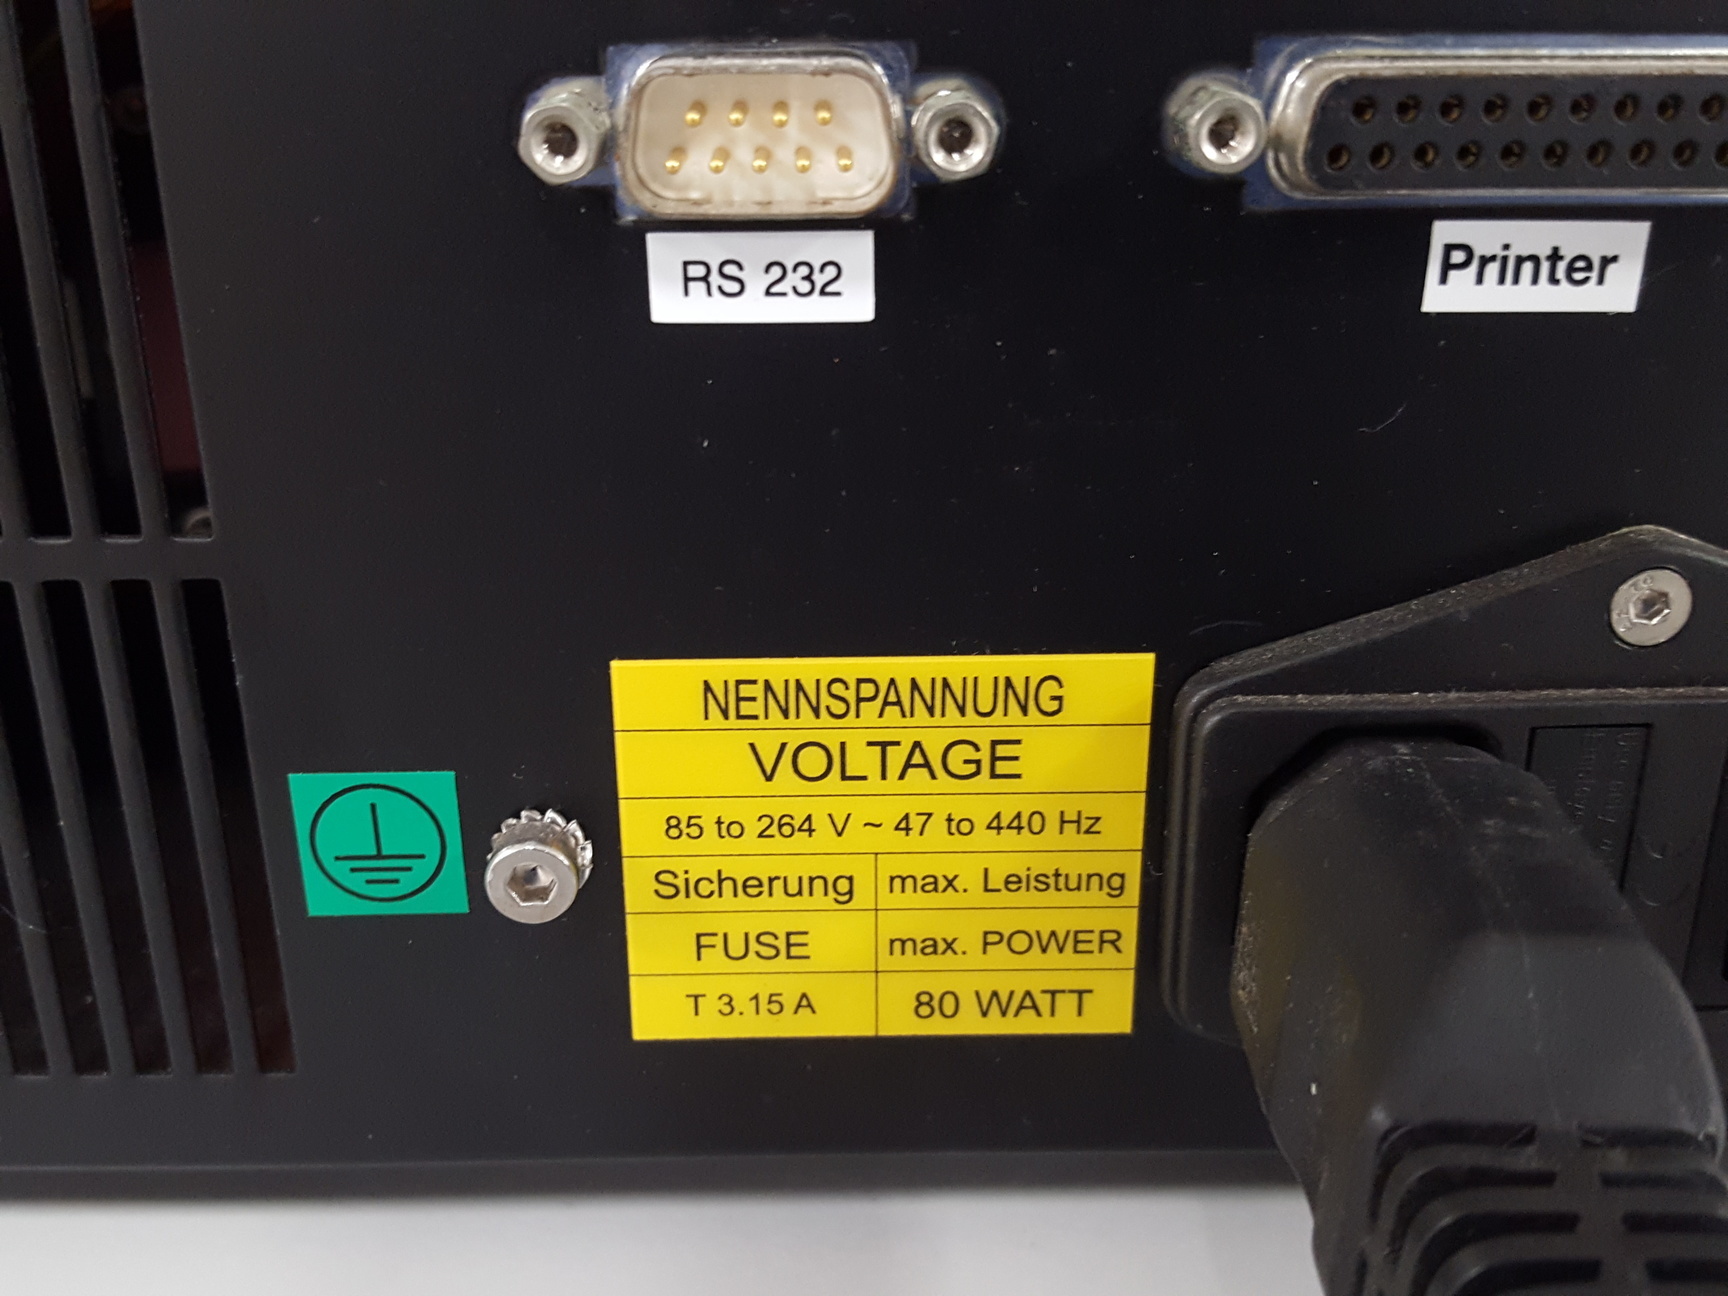 RS 232
Printer
NENNSPANNUNG
VOLTAGE
85 to 264 V ~ 47 to 440 Hz
Sicherung max. Leistung
FUSE max. POWER
T 3.15 A 80 WATT